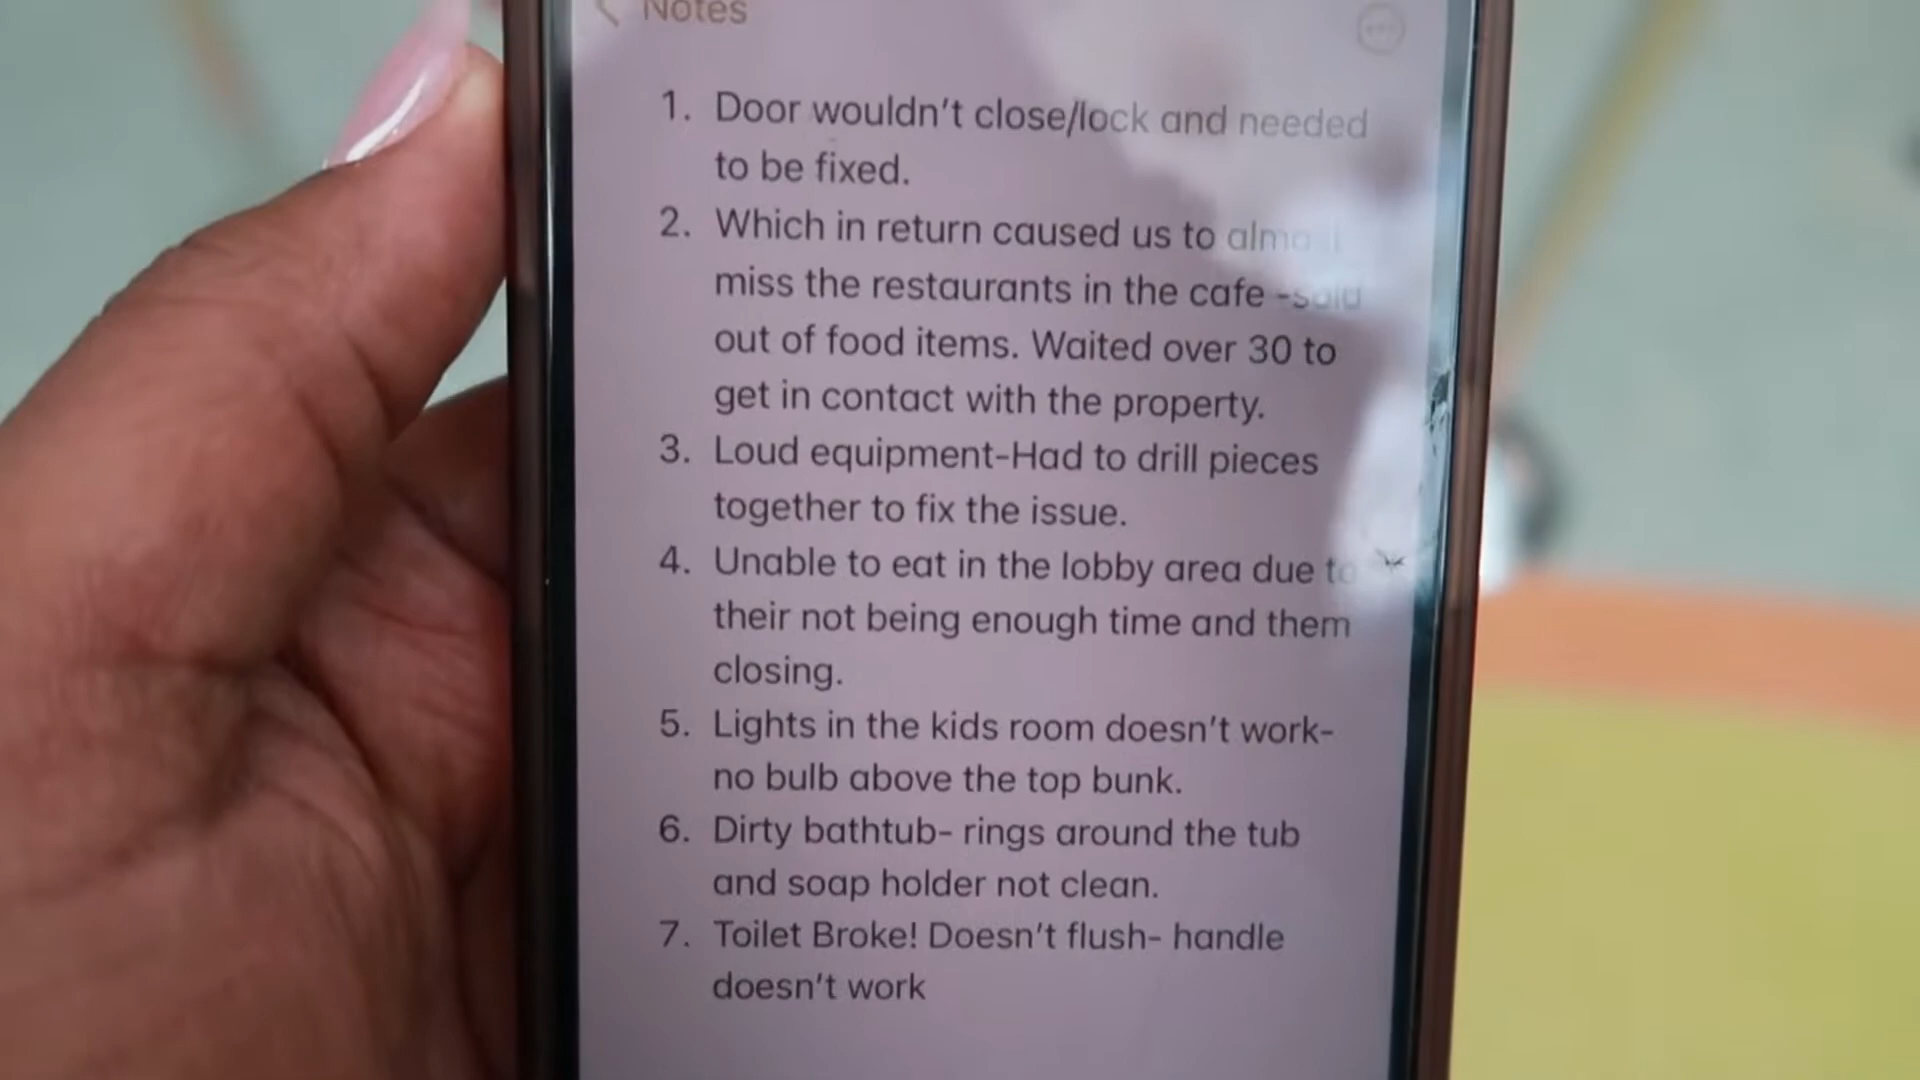 Notes
1. Door wouldn't close/lock and needed
to be fixed.
2. Which in return caused us to
miss the restaurants in the cafe -said
out of food items. Waited over 30 to
get in contact with the property.
3. Loud equipment-Had to drill pieces
together to fix the issue.
4. Unable to eat in the lobby area due to
their not being enough time and them
closing.
5. Lights in the kids room doesn't work-
no bulb above the top bunk.
6. Dirty bathtub- rings around the tub
and soap holder not clean.
7. Toilet Broke! Doesn't flush- handle
doesn't work